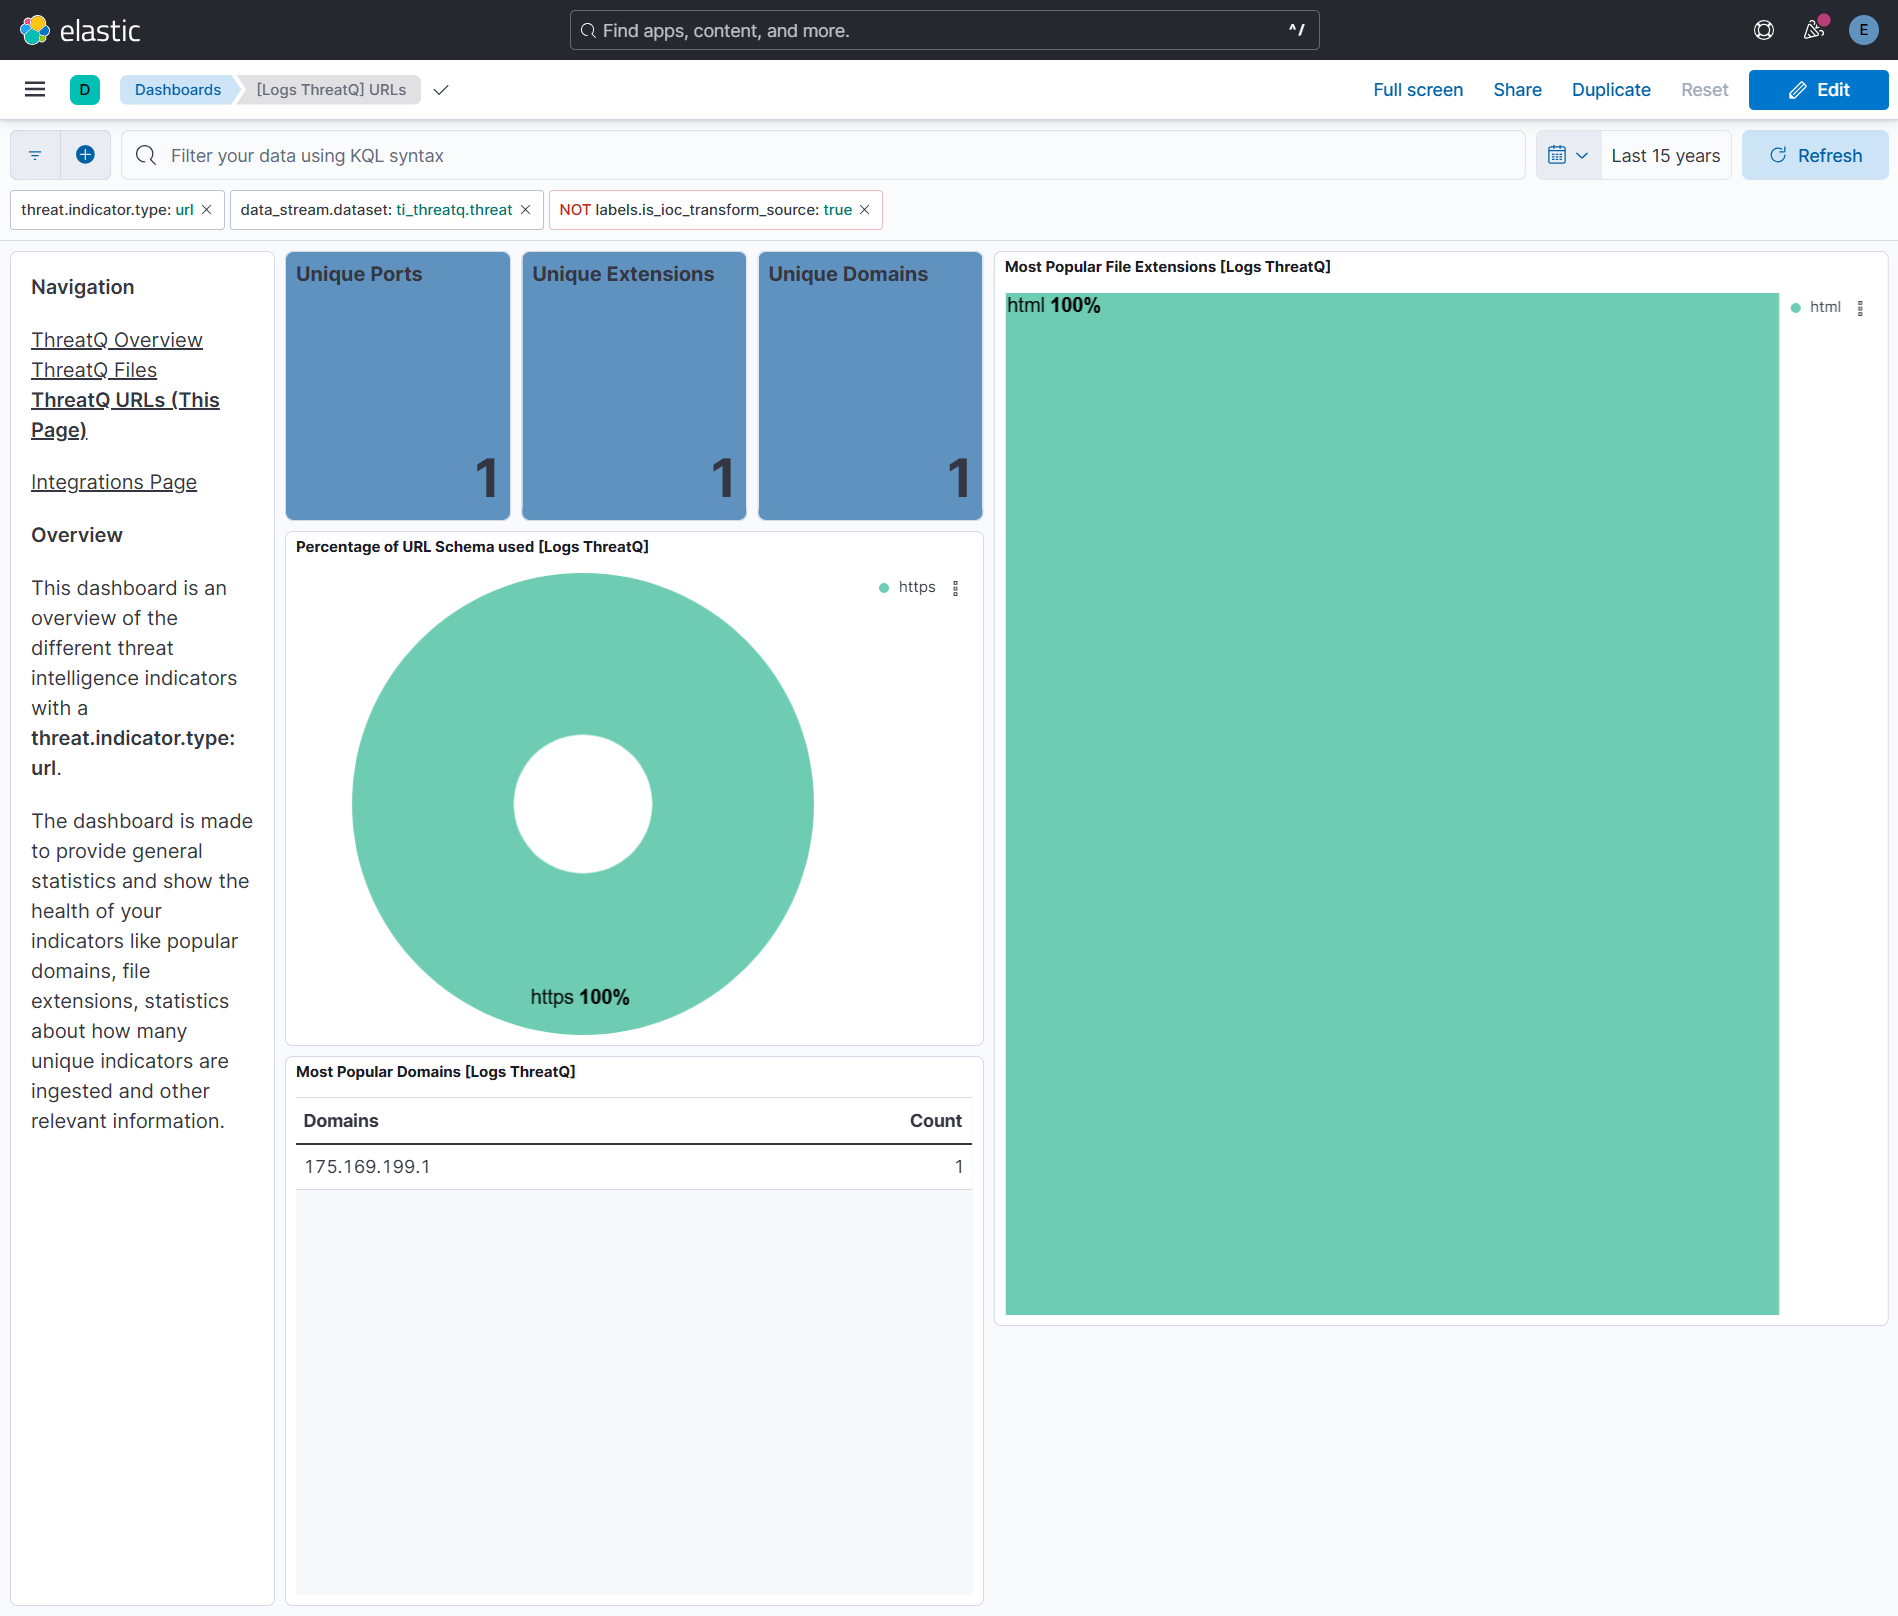 elastic
Find apps, content, and more.
^/
E
D
Dashboards
[Logs ThreatQ] URLs
Full screen
Share
Duplicate
Reset
Edit
Filter your data using KQL syntax
Last 15 years
Refresh
threat.indicator.type: url
data_stream.dataset: ti_threatq.threat
NOT labels.is_ioc_transform_source: true
Navigation
ThreatQ Overview
ThreatQ Files
ThreatQ URLs (This
Page)
Integrations Page
Overview
This dashboard is an
overview of the
different threat
intelligence indicators
with a
threat.indicator.type:
url.
The dashboard is made
to provide general
statistics and show the
health of your
indicators like popular
domains, file
extensions, statistics
about how many
unique indicators are
ingested and other
relevant information.
Unique Ports
1
Unique Extensions
1
Unique Domains
1
Percentage of URL Schema used [Logs ThreatQ]
https
https 100%
Most Popular Domains [Logs ThreatQ]
Domains Count
175.169.199.1 1
Most Popular File Extensions [Logs ThreatQ]
html 100%
html